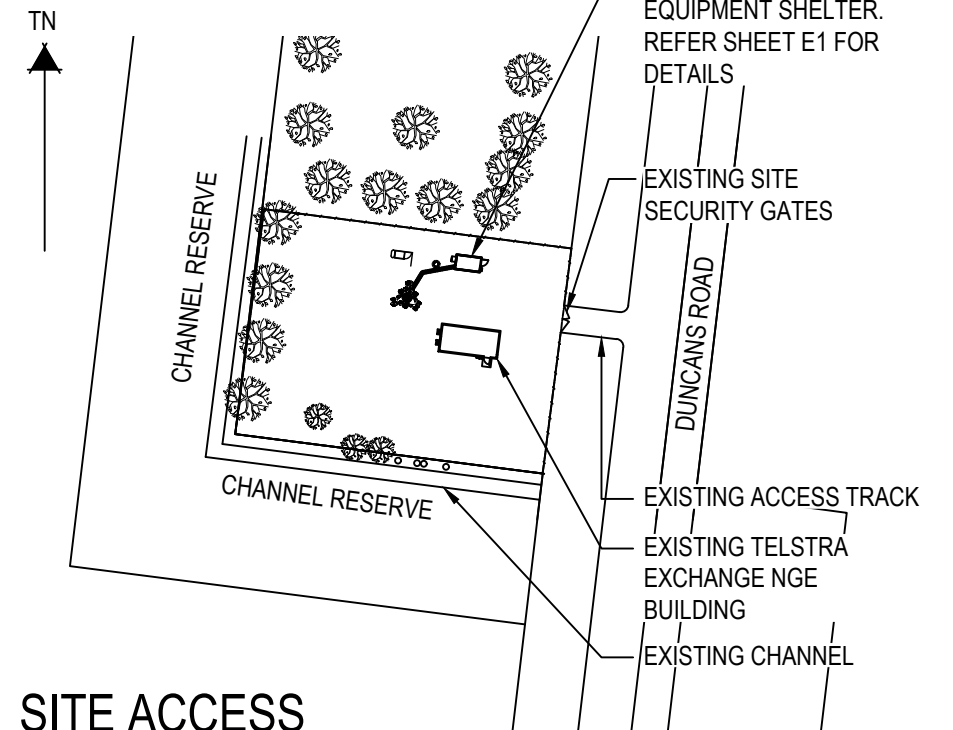 TN
EQUIPMENT SHELTER.
REFER SHEET E1 FOR
DETAILS
EXISTING SITE
SECURITY GATES
CHANNEL RESERVE
DUNCANS ROAD
CHANNEL RESERVE
EXISTING ACCESS TRACK
EXISTING TELSTRA
EXCHANGE NGE
BUILDING
EXISTING CHANNEL
SITE ACCESS